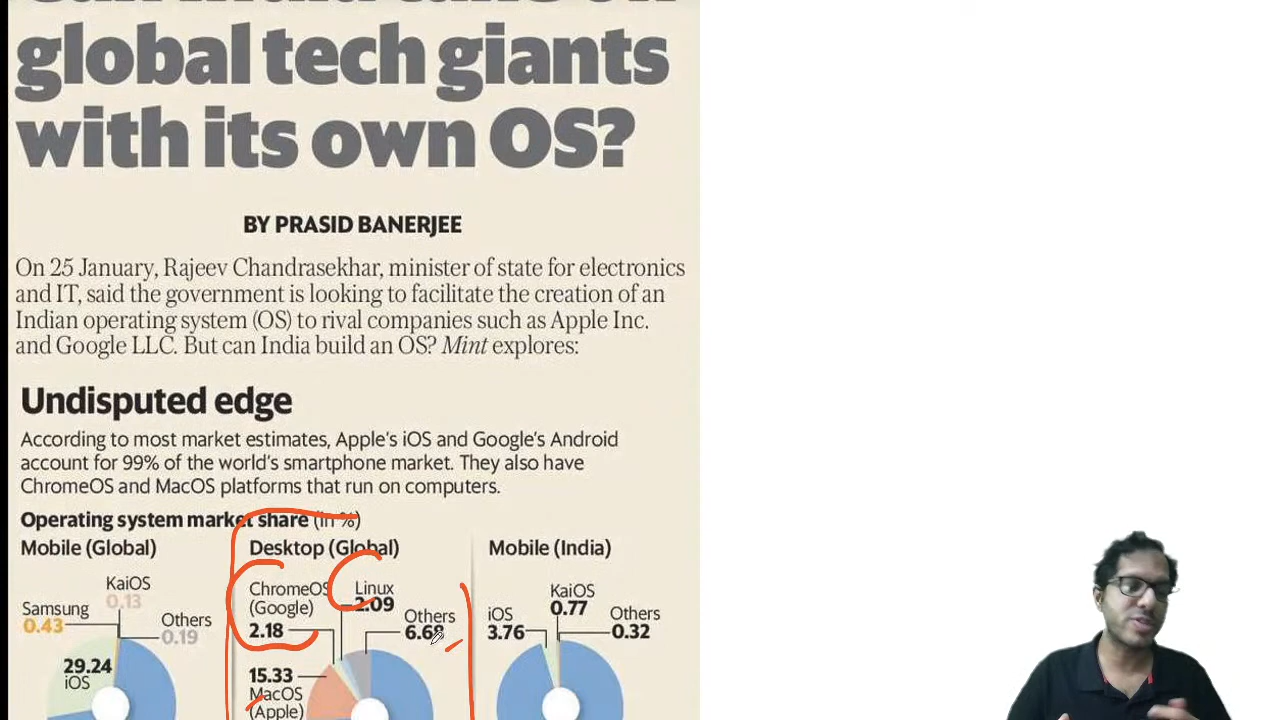 global tech giants
with its own OS?
BY PRASID BANERJEE
On 25 January, Rajeev Chandrasekhar, minister of state for electronics
and IT, said the government is looking to facilitate the creation of an
Indian operating system (OS) to rival companies such as Apple Inc.
and Google LLC. But can India build an OS? Mint explores:
Undisputed edge
According to most market estimates, Apple's iOS and Google's Android
account for 99% of the world's smartphone market. They also have
ChromeOS and MacOS platforms that run on computers.
Operating system market share (in %)
Mobile (Global)
KaiOS
0.13
Samsung
0.43
Others
0.19
29.24
iOS
Desktop (Global)
ChromeOS
(Google)
2.18
Linux
2.09
Others
6.68
15.33
MacOS
(Apple)
Mobile (India)
KaiOS
0.77
iOS
3.76
Others
0.32